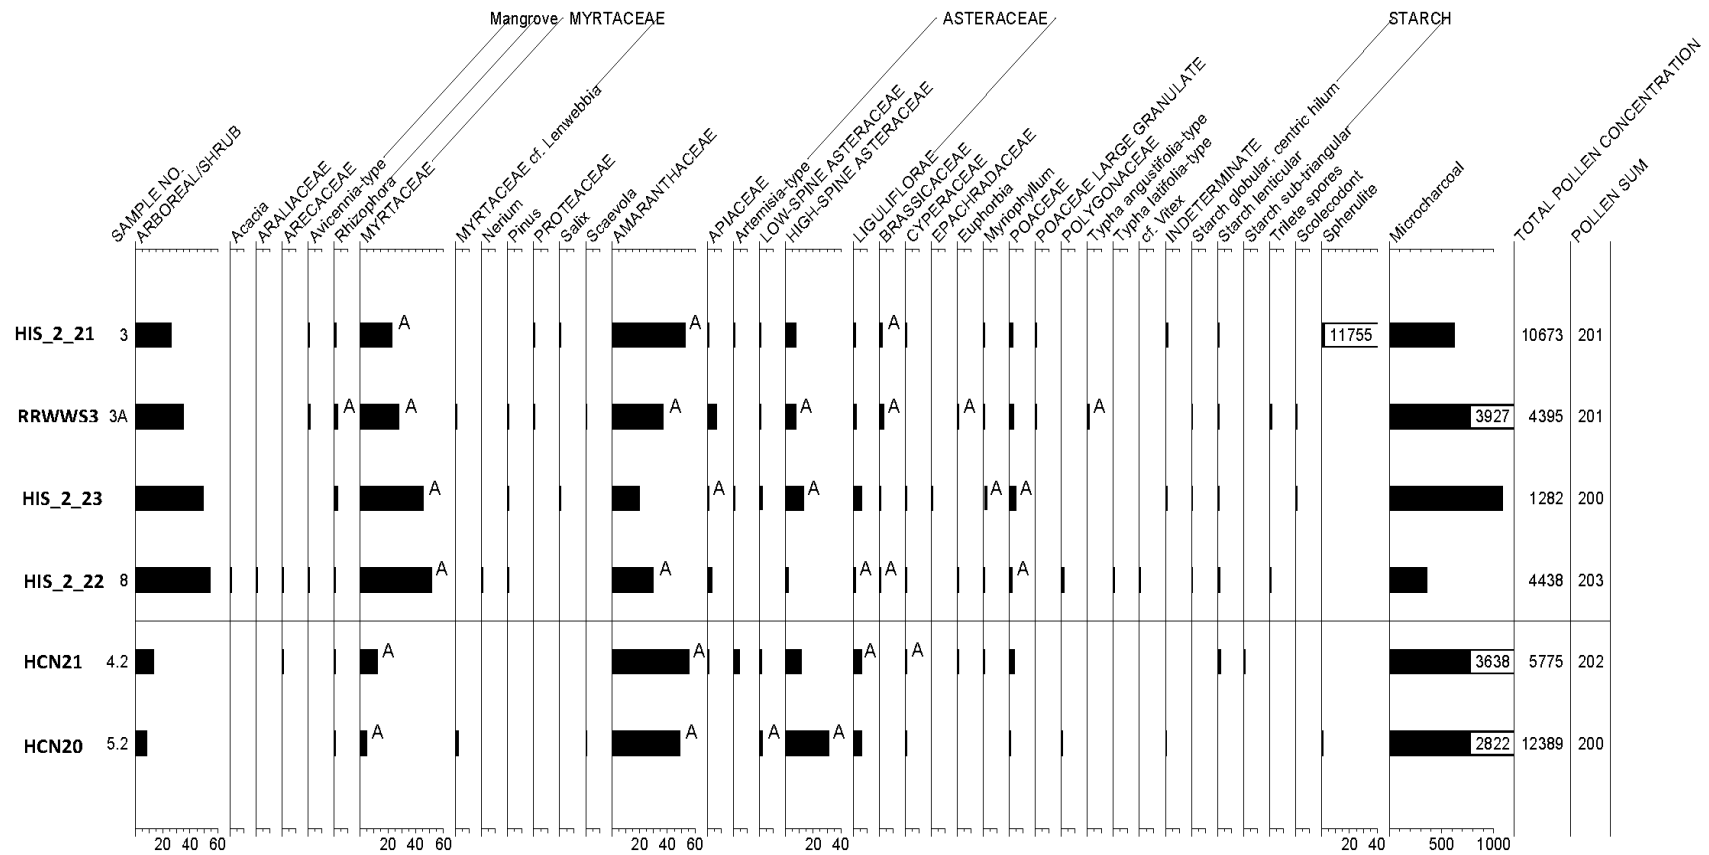 Mangrove MYRTACEAE ASTERACEAE STARCH
SAMPLE NO.
ARBOREAL/SHRUB
Acacia
ARALIACEAE
ARECACEAE
Avicennia-type
Rhizophora
MYRTACEAE
MYRTACEAE cf. Lenwebbia
Nerium
Pinus
PROTEACEAE
Salix
Scaevola
AMARANTHACEAE
APIACEAE
Artemisia-type
LOW-SPINE ASTERACEAE
HIGH-SPINE ASTERACEAE
LIGULIFLORAE
BRASSICACEAE
CYPERACEAE
EPACHRADACEAE
Euphorbia
Myriophyllum
POACEAE
POACEAE LARGE GRANULATE
POLYGONACEAE
Typha angustifolia-type
Typha latifolia-type
cf. Vitex
INDETERMINATE
Starch globular, centric hilum
Starch lenticular
Starch sub-triangular
Trilete spores
Scolecodont
Spherulite
Microcharcoal
TOTAL POLLEN CONCENTRATION
POLLEN SUM
HIS_2_21 3 A A A 11755 10673 201
RRWWS3 3A A A A A A A A 3927 4395 201
HIS_2_23 A A A A A 1282 200
HIS_2_22 8 A A A A A 4438 203
HCN21 4.2 A A A A 3638 5775 202
HCN20 5.2 A A A A 2822 12389 200
20 40 60 20 40 60 20 40 60 20 40 20 40 500 1000